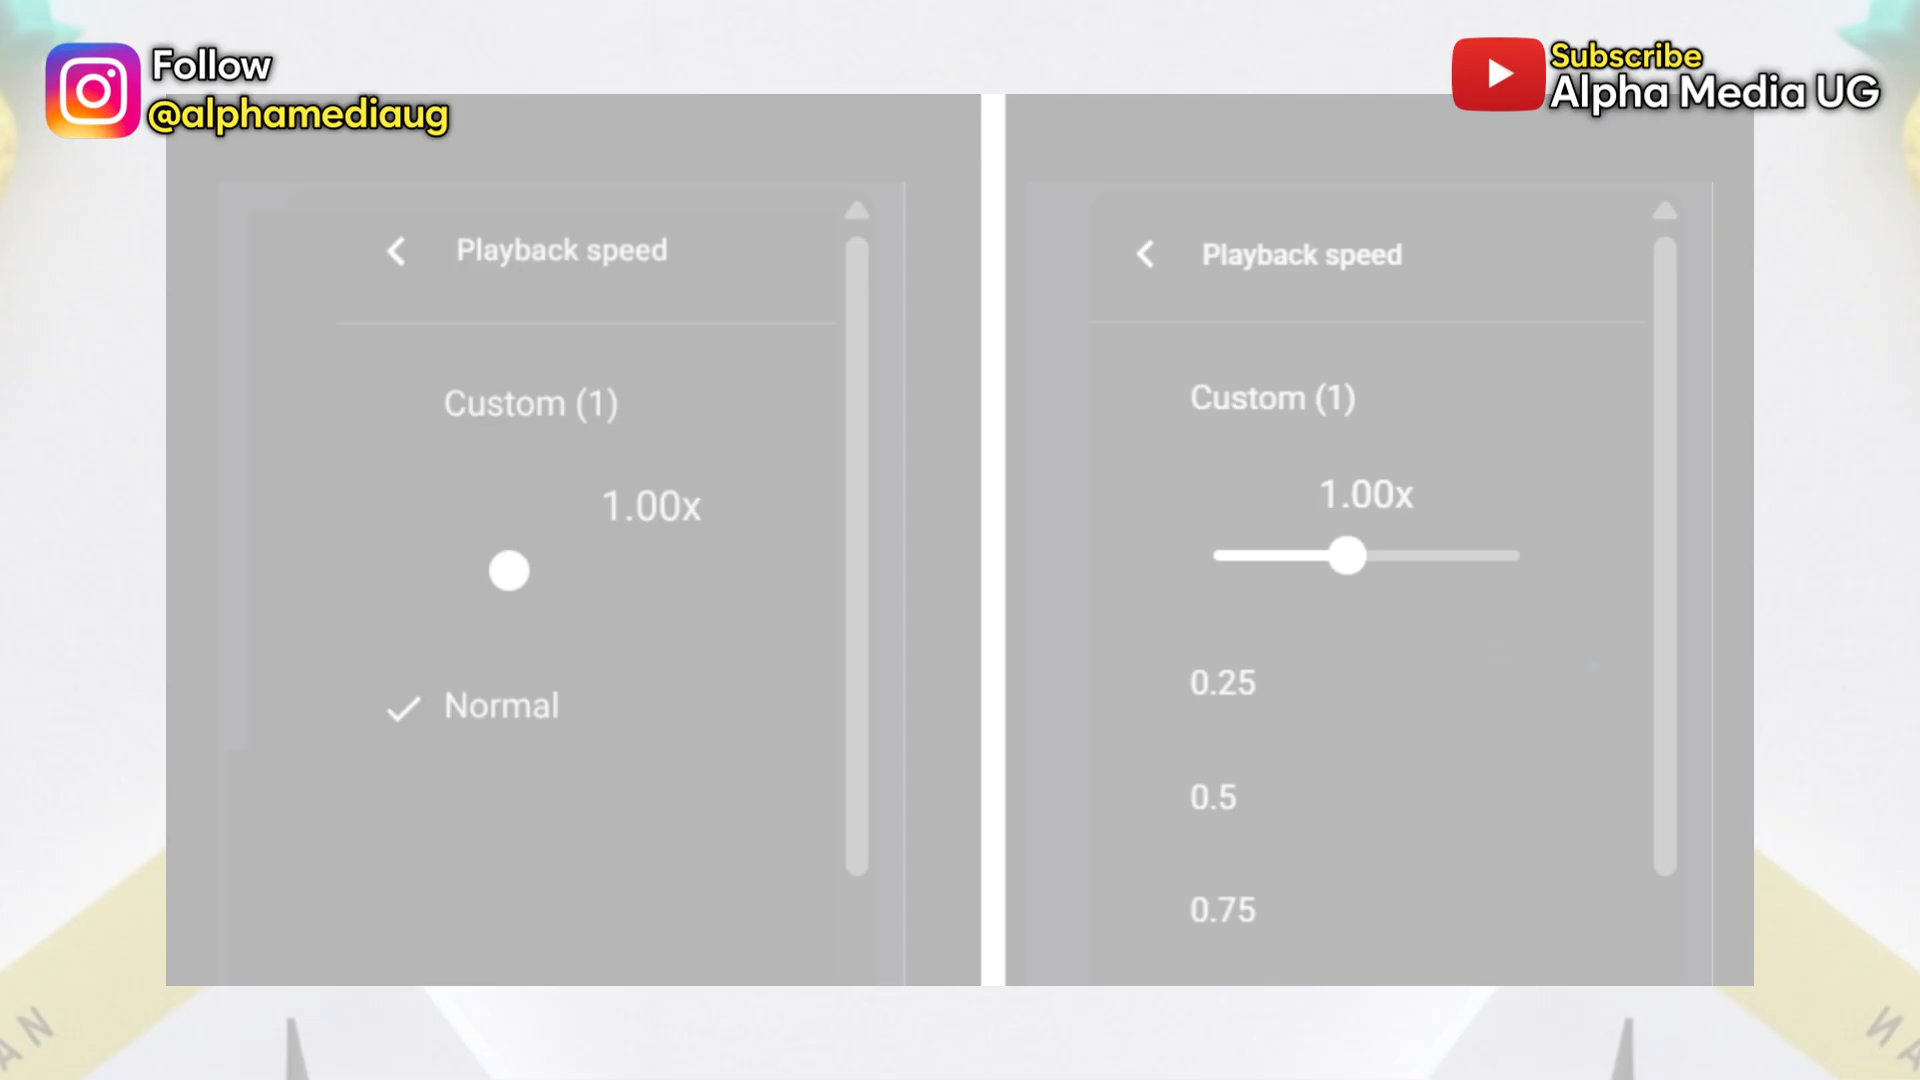 Follow
@alphamediaug
Subscribe
Alpha Media UG
Playback speed
Custom (1)
1.00x
Normal
Playback speed
Custom (1)
1.00x
0.25
0.5
0.75